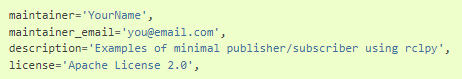 maintainer='YourName',
maintainer_email='you@email.com',
description='Examples of minimal publisher/subscriber using rclpy',
license='Apache License 2.0',